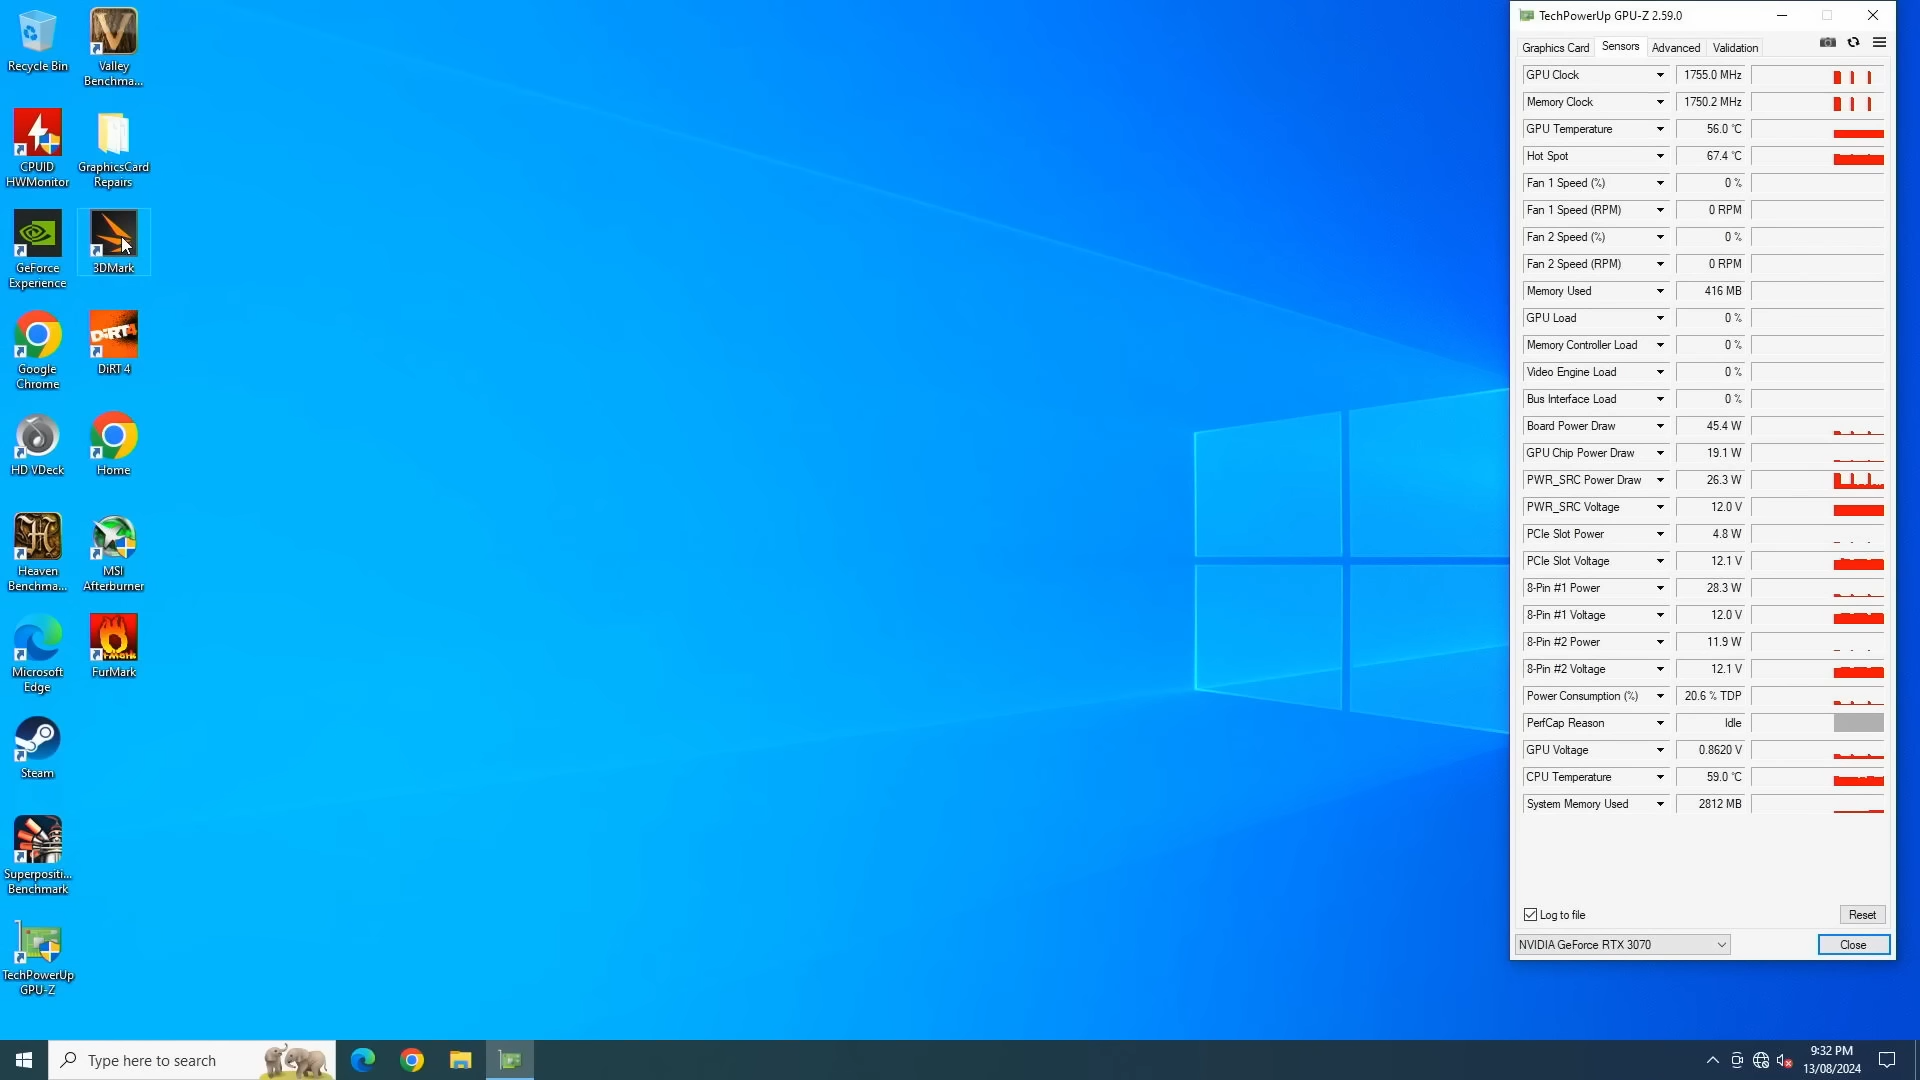 Recycle Bin
Valley
Benchma...
CPUID
HWMonitor
GraphicsCard
Repairs
GeForce
Experience
3DMark
Google
Chrome
DiRT 4
DiRT 4
HD VDeck
Home
Heaven
Benchma...
MSI
Afterburner
Microsoft
Edge
FurMark
Steam
Superpositi...
Benchmark
TechPowerUp
GPU-Z
TechPowerUp GPU-Z 2.59.0
Graphics Card Sensors Advanced Validation
GPU Clock 1755.0 MHz
Memory Clock 1750.2 MHz
GPU Temperature 56.0 °C
Hot Spot 67.4 °C
Fan 1 Speed (%) 0 %
Fan 1 Speed (RPM) 0 RPM
Fan 2 Speed (%) 0 %
Fan 2 Speed (RPM) 0 RPM
Memory Used 416 MB
GPU Load 0 %
Memory Controller Load 0 %
Video Engine Load 0 %
Bus Interface Load 0 %
Board Power Draw 45.4 W
GPU Chip Power Draw 19.1 W
PWR_SRC Power Draw 26.3 W
PWR_SRC Voltage 12.0 V
PCIe Slot Power 4.8 W
PCIe Slot Voltage 12.1 V
8-Pin #1 Power 28.3 W
8-Pin #1 Voltage 12.0 V
8-Pin #2 Power 11.9 W
8-Pin #2 Voltage 12.1 V
Power Consumption (%) 20.6 % TDP
PerfCap Reason Idle
GPU Voltage 0.8620 V
CPU Temperature 59.0 °C
System Memory Used 2812 MB
Log to file Reset
NVIDIA GeForce RTX 3070 Close
Type here to search
9:32 PM
13/08/2024